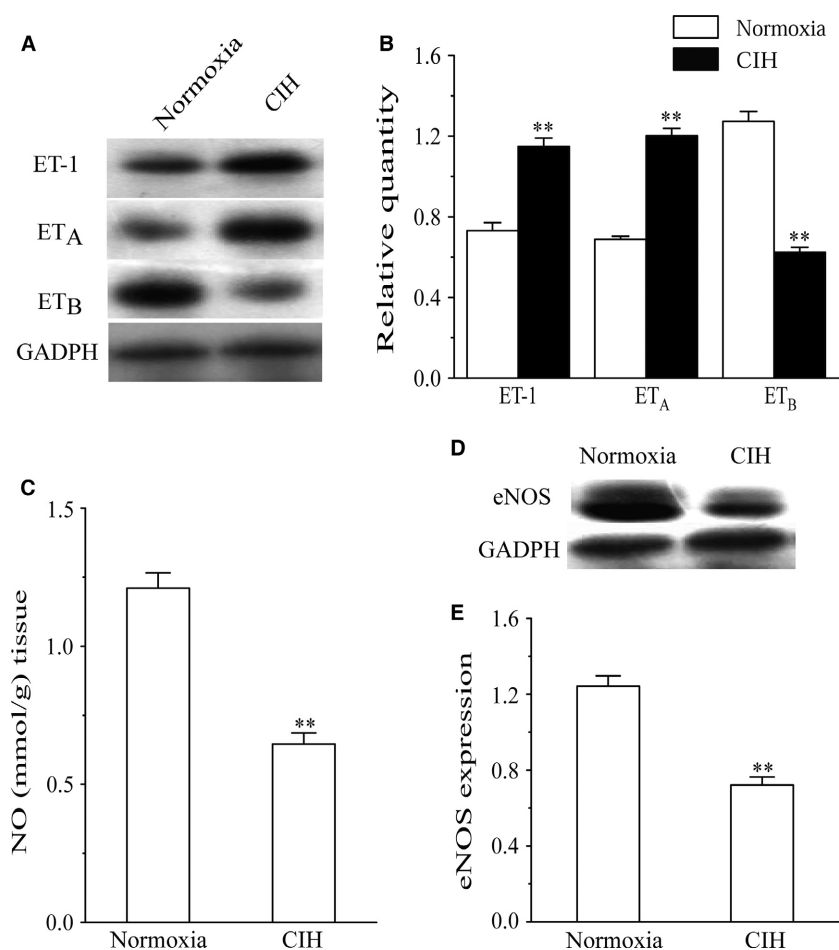 A
Normoxia
CIH
ET-1
ETA
ETB
GADPH
B
Normoxia
CIH
Relative quantity
1.6
1.2
0.8
0.4
0.0
**
**
**
ET-1
ETA
ETB
C
NO (mmol/g) tissue
1.5
1.0
0.5
0.0
**
Normoxia
CIH
D
Normoxia
CIH
eNOS
GADPH
E
eNOS expression
1.6
1.2
0.8
0.4
0.0
**
Normoxia
CIH